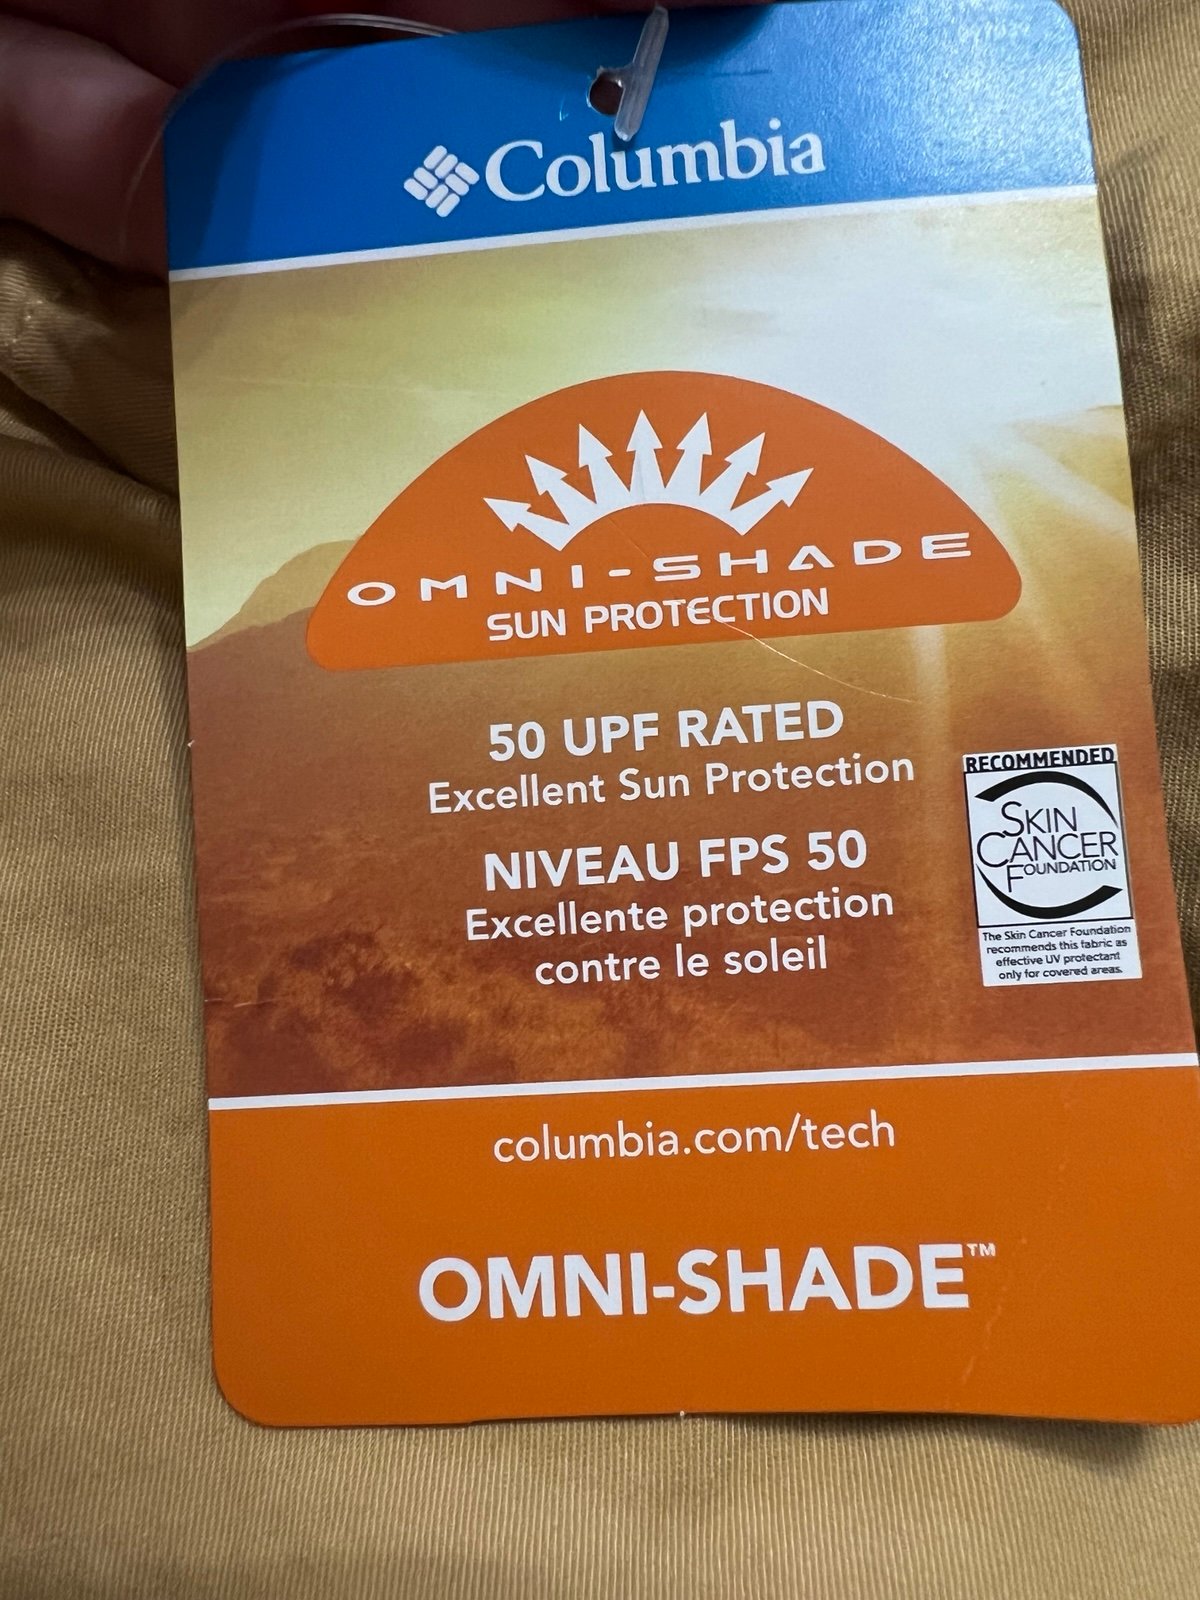 Columbia
OMNI-SHADE
SUN PROTECTION
50 UPF RATED
Excellent Sun Protection
NIVEAU FPS 50
Excellente protection
contre le soleil
RECOMMENDED
SKIN
CANCER
FOUNDATION
The Skin Cancer Foundation
recommends this fabric as
effective UV protectant
only for covered areas.
columbia.com/tech
OMNI-SHADE™